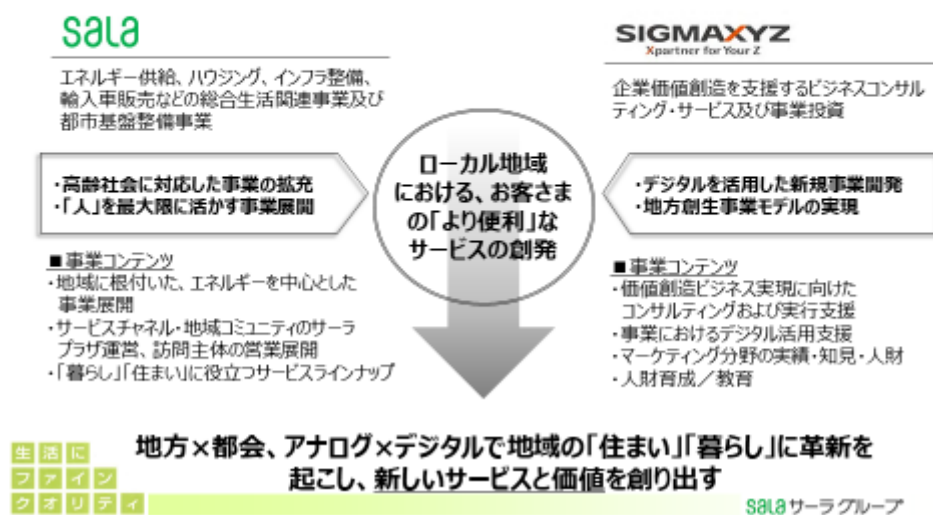 sala
エネルギー供給、ハウジング、インフラ整備、
輸入車販売などの総合生活関連事業及び
都市基盤整備事業
・高齢社会に対応した事業の拡充
・「人」を最大限に活かす事業展開
■事業コンテンツ
・地域に根付いた、エネルギーを中心とした
事業展開
・サービスチャネル・地域コミュニティのサーラ
プラザ運営、訪問主体の営業展開
・「暮らし」「住まい」に役立つサービスラインナップ
ローカル地域
における、お客さま
の「より便利」な
サービスの創発
SIGMAXYZ
Xpartner for Your Z
企業価値創造を支援するビジネスコンサル
ティング・サービス及び事業投資
・デジタルを活用した新規事業開発
・地方創生事業モデルの実現
■事業コンテンツ
・価値創造ビジネス実現に向けた
コンサルティングおよび実行支援
・事業におけるデジタル活用支援
・マーケティング分野の実績・知見・人財
・人財育成／教育
地方×都会、アナログ×デジタルで地域の「住まい」「暮らし」に革新を
起こし、新しいサービスと価値を創り出す
生活に
ファイン
クオリティ
sala サーラグループ